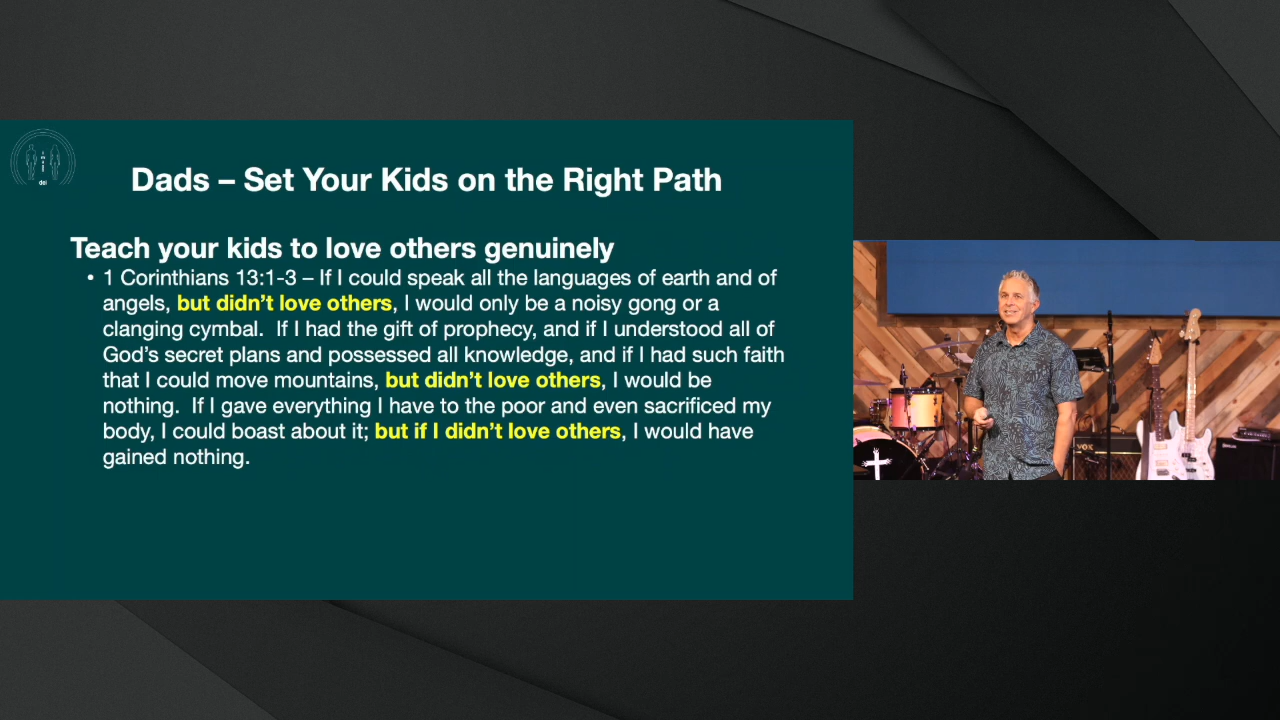 Dads – Set Your Kids on the Right Path
Teach your kids to love others genuinely
• 1 Corinthians 13:1-3 – If I could speak all the languages of earth and of
angels, but didn't love others, I would only be a noisy gong or a
clanging cymbal.  If I had the gift of prophecy, and if I understood all of
God's secret plans and possessed all knowledge, and if I had such faith
that I could move mountains, but didn't love others, I would be
nothing.  If I gave everything I have to the poor and even sacrificed my
body, I could boast about it; but if I didn't love others, I would have
gained nothing.
VOX